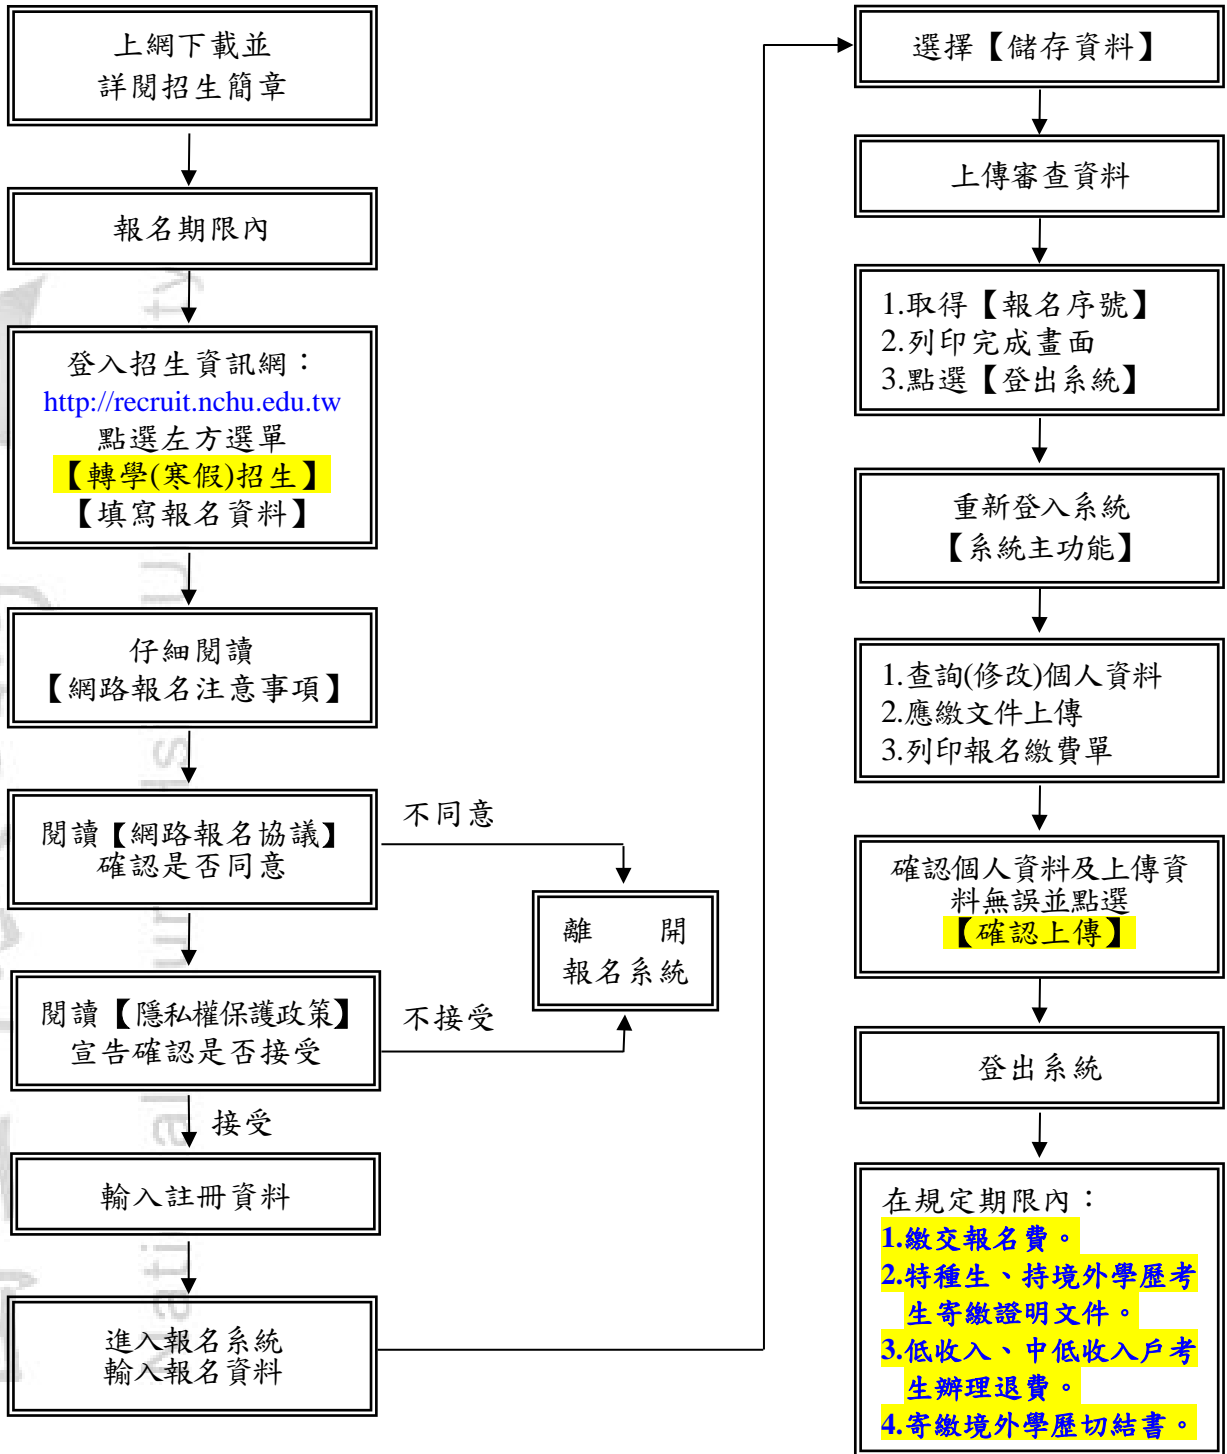 上網下載並
詳閱招生簡章
報名期限內
登入招生資訊網：
http://recruit.nchu.edu.tw
點選左方選單
【轉學(寒假)招生】
【填寫報名資料】
仔細閱讀
【網路報名注意事項】
閱讀【網路報名協議】
確認是否同意
不同意
離　　開
報名系統
閱讀【隱私權保護政策】
宣告確認是否接受
不接受
接受
輸入註冊資料
進入報名系統
輸入報名資料
選擇【儲存資料】
上傳審查資料
1.取得【報名序號】
2.列印完成畫面
3.點選【登出系統】
重新登入系統
【系統主功能】
1.查詢(修改)個人資料
2.應繳文件上傳
3.列印報名繳費單
確認個人資料及上傳資
料無誤並點選
【確認上傳】
登出系統
在規定期限內：
1.繳交報名費。
2.特種生、持境外學歷考
生寄繳證明文件。
3.低收入、中低收入戶考
生辦理退費。
4.寄繳境外學歷切結書。